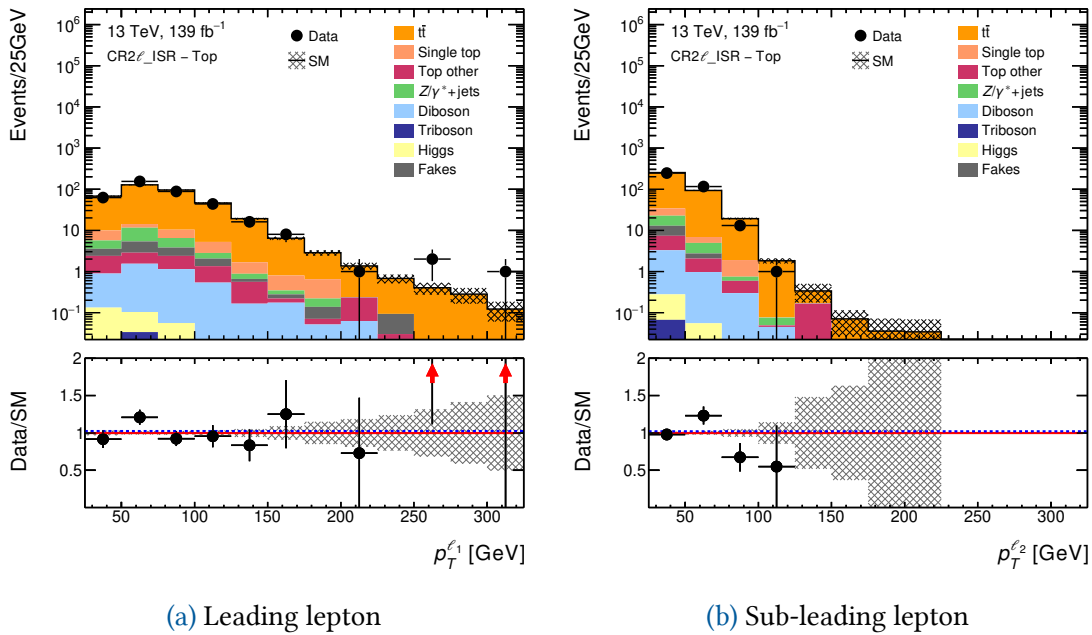 13 TeV, 139 fb⁻¹
CR2ℓ_ISR – Top
Data
SM
tt̄
Single top
Top other
Z/γ*+jets
Diboson
Triboson
Higgs
Fakes
Events/25GeV
10⁶
10⁵
10⁴
10³
10²
10
1
10⁻¹
Data/SM
2
1.5
1
0.5
50 100 150 200 250 300
p_T^ℓ₁ [GeV]
(a) Leading lepton
13 TeV, 139 fb⁻¹
CR2ℓ_ISR – Top
Data
SM
tt̄
Single top
Top other
Z/γ*+jets
Diboson
Triboson
Higgs
Fakes
Events/25GeV
10⁶
10⁵
10⁴
10³
10²
10
1
10⁻¹
Data/SM
2
1.5
1
0.5
50 100 150 200 250 300
p_T^ℓ₂ [GeV]
(b) Sub-leading lepton